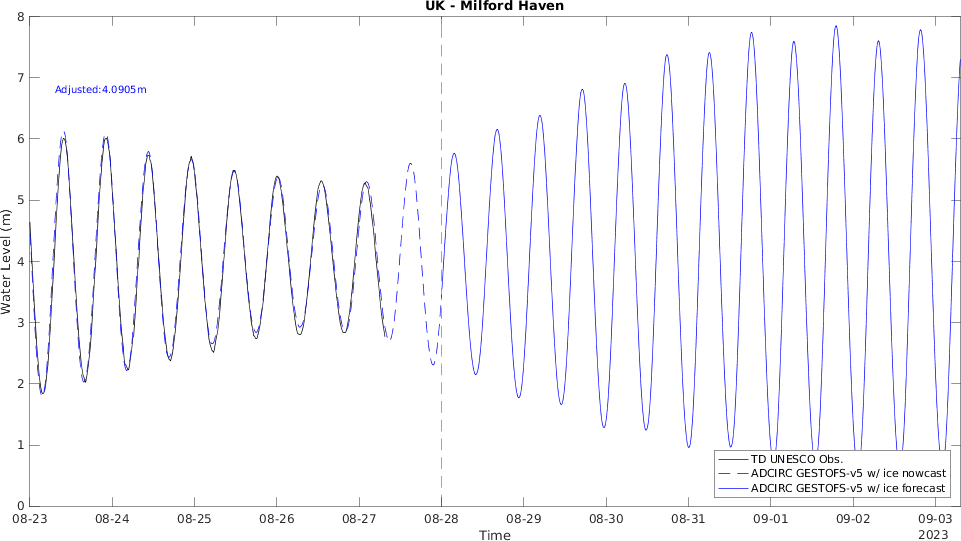 UK - Milford Haven
8
7
6
5
4
3
2
1
0
Water Level (m)
Adjusted:4.0905m
TD UNESCO Obs.
ADCIRC GESTOFS-v5 w/ ice nowcast
ADCIRC GESTOFS-v5 w/ ice forecast
08-23 08-24 08-25 08-26 08-27 08-28 08-29 08-30 08-31 09-01 09-02 09-03
Time
2023